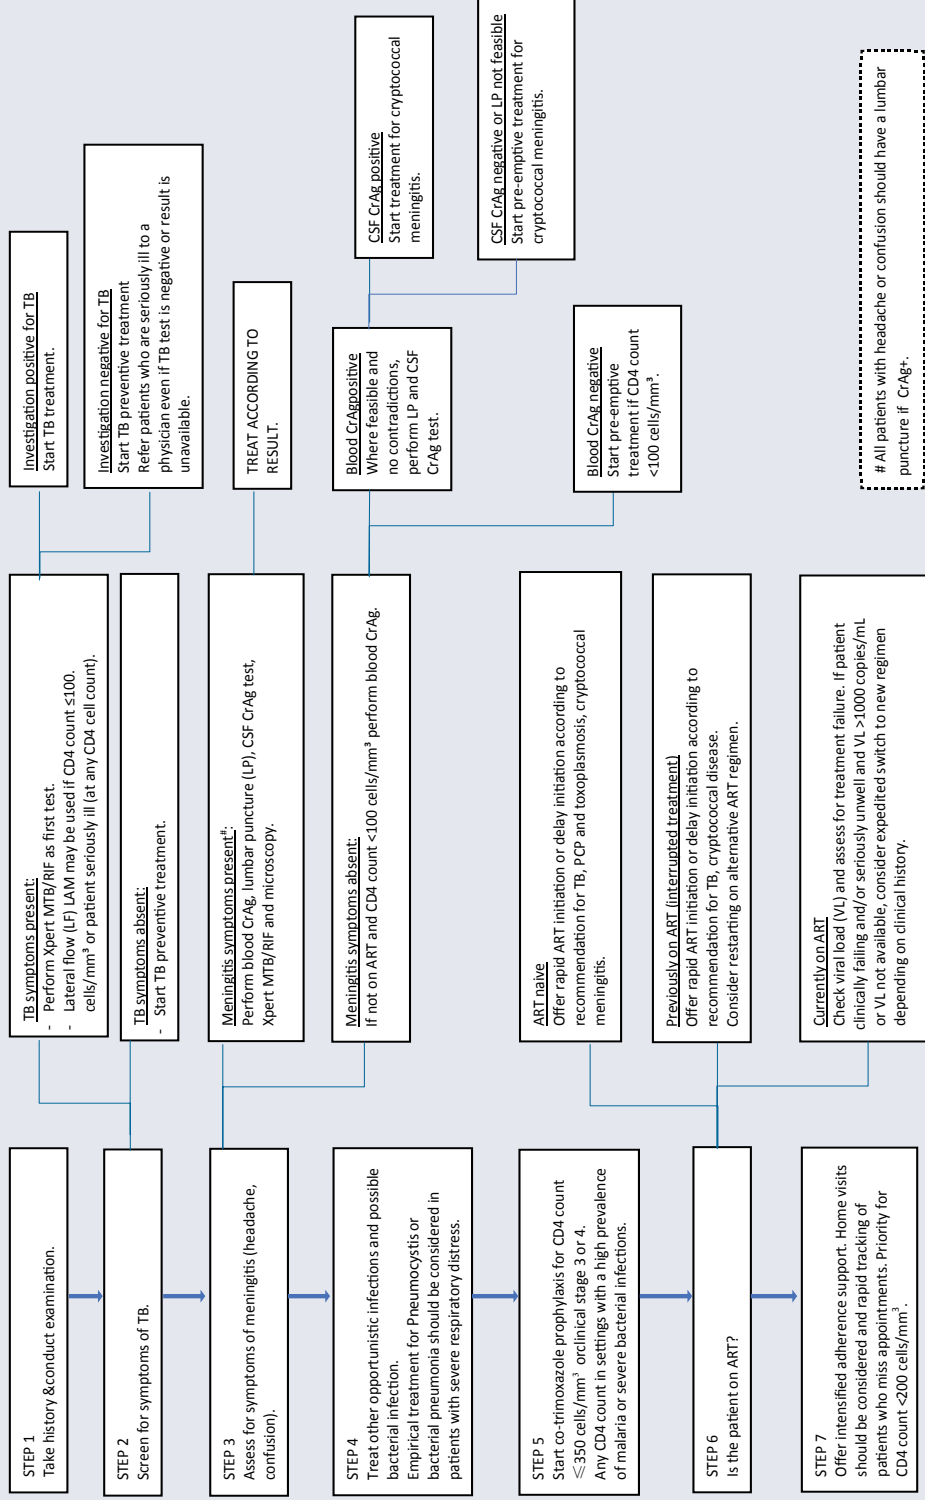 STEP 1
Take history &conduct examination.
STEP 2
Screen for symptoms of TB.
TB symptoms present:
- Perform Xpert MTB/RIF as first test.
- Lateral flow (LF) LAM may be used if CD4 count ≤100.
cells/mm³ or patient seriously ill (at any CD4 cell count).
Investigation positive for TB
Start TB treatment.
Investigation negative for TB
Start TB preventive treatment
Refer patients who are seriously ill to a
physician even if TB test is negative or result is
unavailable.
TB symptoms absent:
- Start TB preventive treatment.
STEP 3
Assess for symptoms of meningitis (headache,
confusion).
Meningitis symptoms present#:
Perform blood CrAg, lumbar puncture (LP), CSF CrAg test,
Xpert MTB/RIF and microscopy.
TREAT ACCORDING TO
RESULT.
Meningitis symptoms absent:
If not on ART and CD4 count <100 cells/mm³ perform blood CrAg.
Blood CrAgpositive
Where feasible and
no contradictions,
perform LP and CSF
CrAg test.
CSF CrAg positive
Start treatment for cryptococcal
meningitis.
CSF CrAg negative or LP not feasible
Start pre-emptive treatment for
cryptococcal meningitis.
Blood CrAg negative
Start pre-emptive
treatment if CD4 count
<100 cells/mm³.
STEP 4
Treat other opportunistic infections and possible
bacterial infection.
Empirical treatment for Pneumocystis or
bacterial pneumonia should be considered in
patients with severe respiratory distress.
STEP 5
Start co-trimoxazole prophylaxis for CD4 count
≤350 cells/mm³ orclinical stage 3 or 4.
Any CD4 count in settings with a high prevalence
of malaria or severe bacterial infections.
STEP 6
Is the patient on ART?
ART naive
Offer rapid ART initiation or delay initiation according to
recommendation for TB, PCP and toxoplasmosis, cryptococcal
meningitis.
Previously on ART (interrupted treatment)
Offer rapid ART initiation or delay initiation according to
recommendation for TB, cryptococcal disease.
Consider restarting on alternative ART regimen.
Currently on ART
Check viral load (VL) and assess for treatment failure. If patient
clinically failing and/or seriously unwell and VL >1000 copies/mL
or VL not available, consider expedited switch to new regimen
depending on clinical history.
STEP 7
Offer intensified adherence support. Home visits
should be considered and rapid tracking of
patients who miss appointments. Priority for
CD4 count <200 cells/mm³.
# All patients with headache or confusion should have a lumbar
puncture if CrAg+.